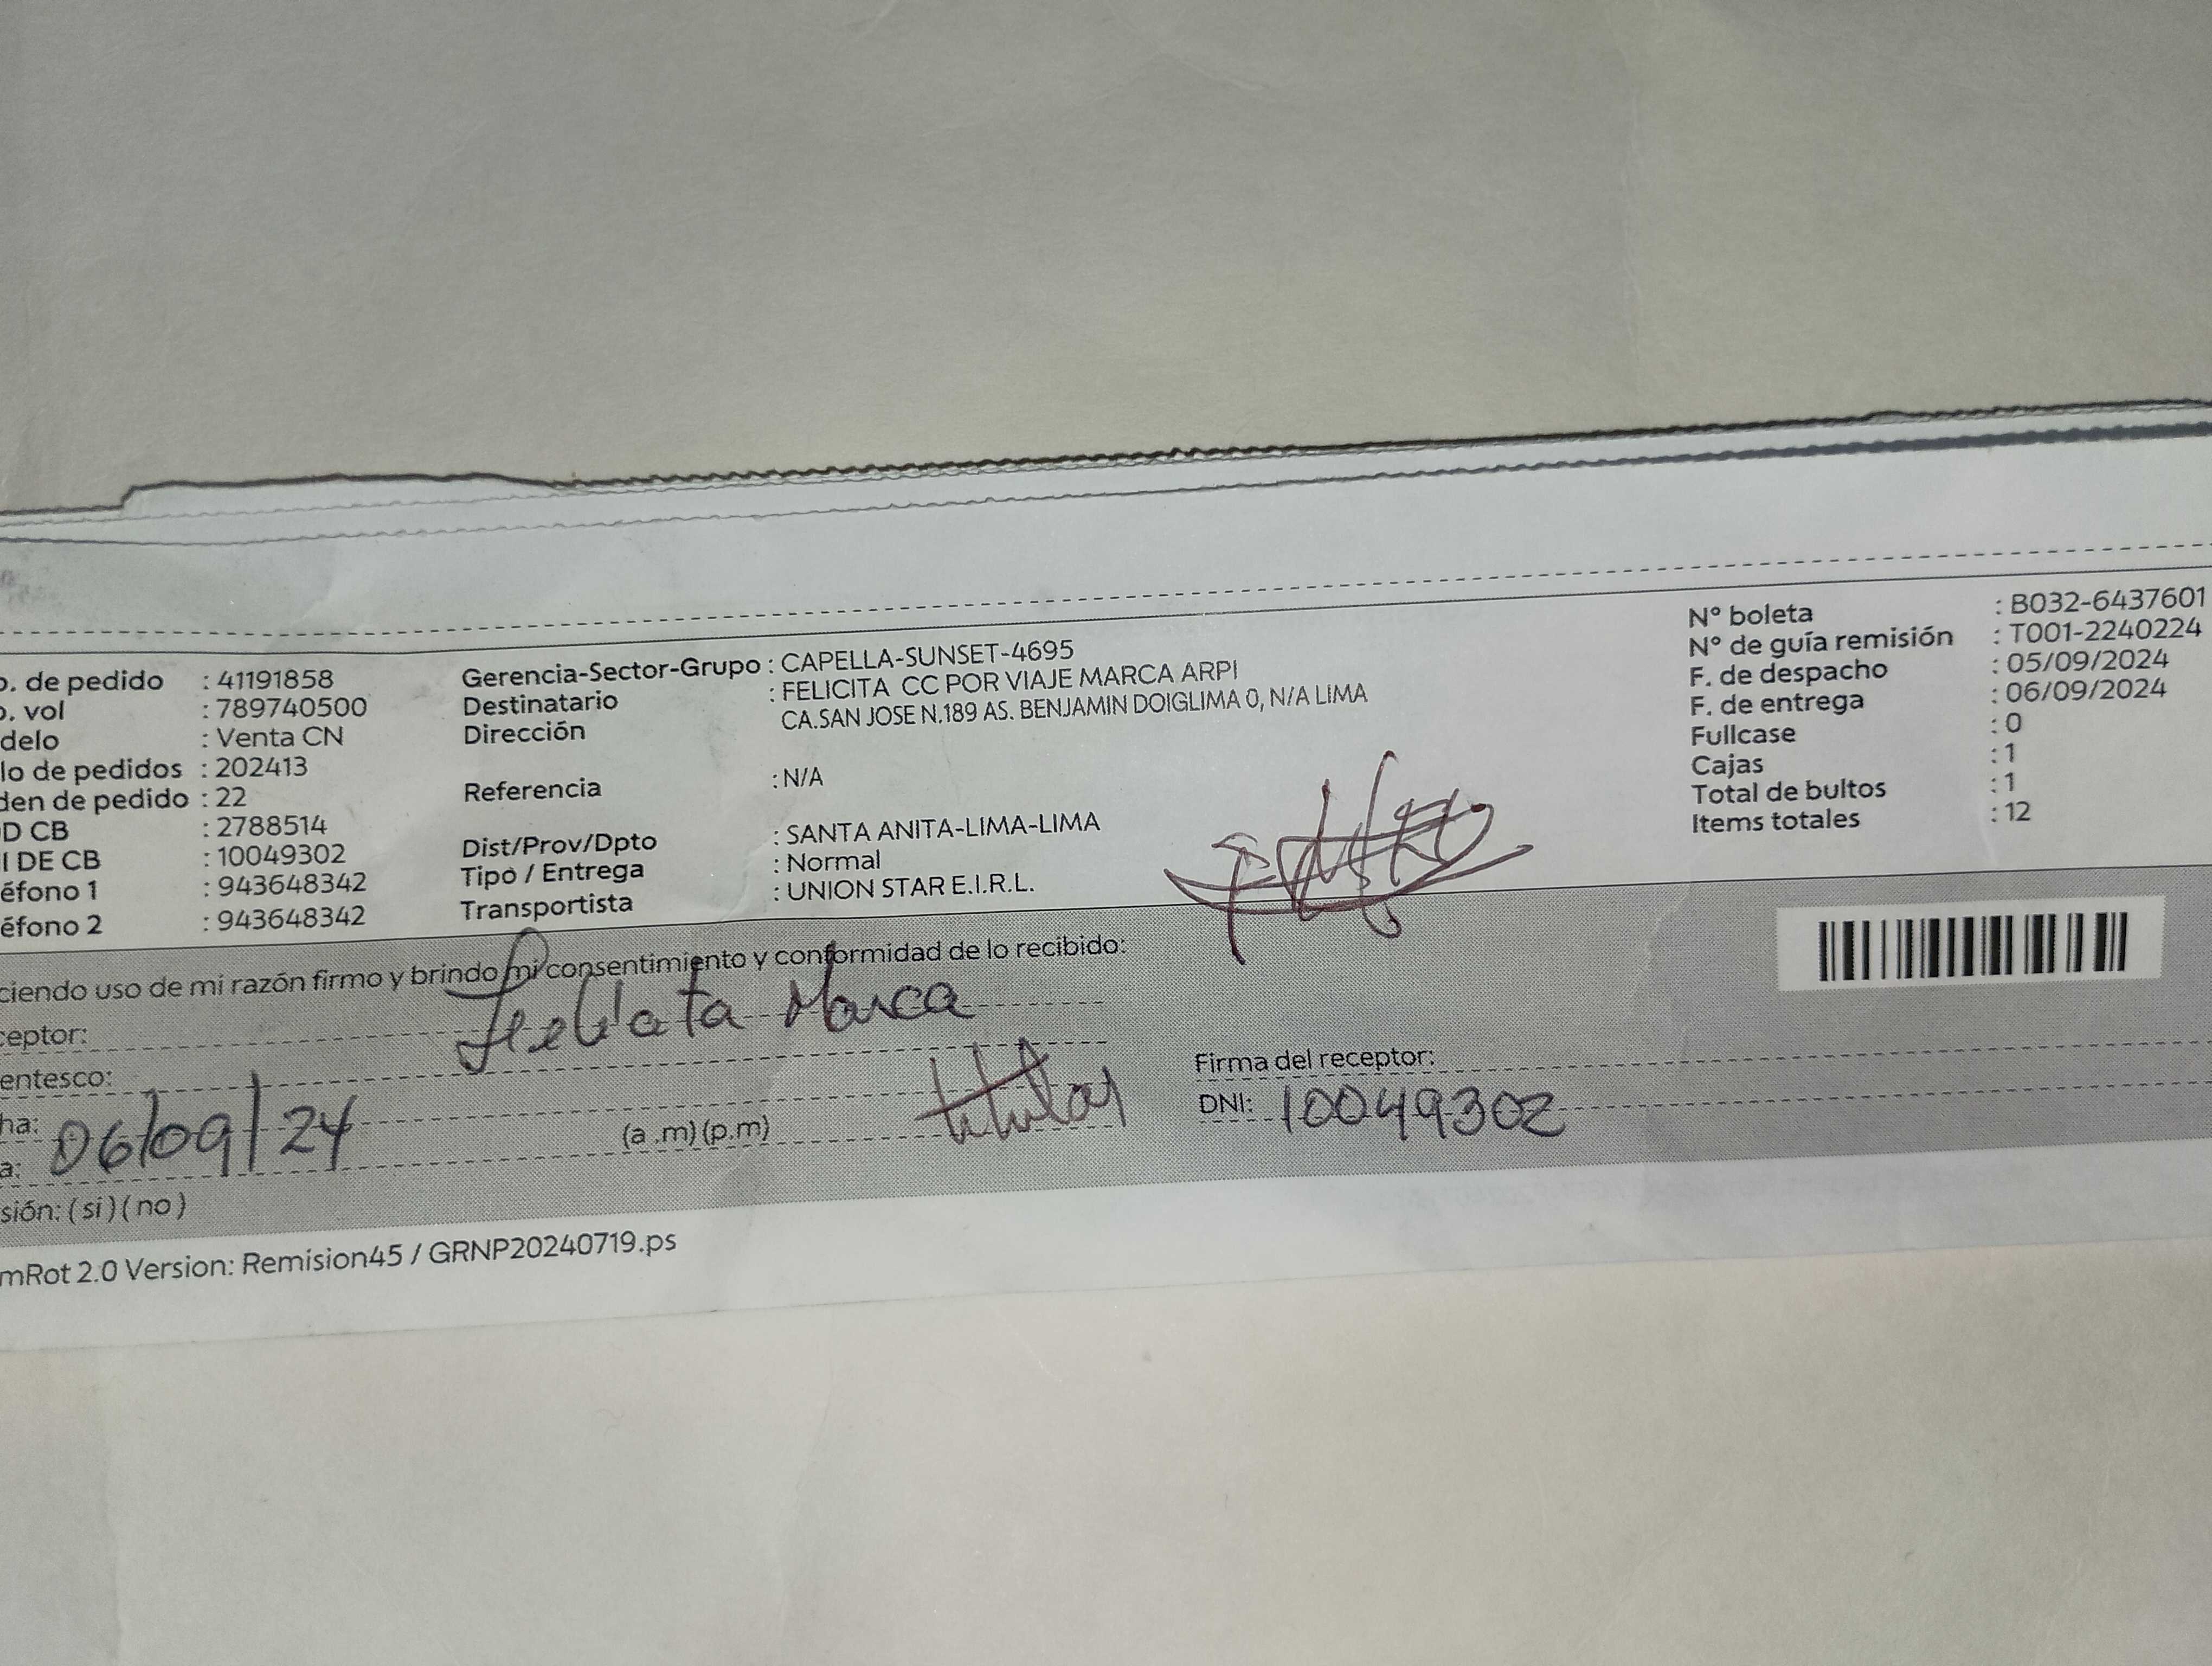 o. de pedido : 41191858
o. vol : 789740500
delo : Venta CN
lo de pedidos : 202413
den de pedido : 22
D CB : 2788514
I DE CB : 10049302
éfono 1 : 943648342
éfono 2 : 943648342
Gerencia-Sector-Grupo : CAPELLA-SUNSET-4695
Destinatario : FELICITA CC POR VIAJE MARCA ARPI
Dirección CA.SAN JOSE N.189 AS. BENJAMIN DOIGLIMA 0, N/A LIMA
Referencia : N/A
Dist/Prov/Dpto : SANTA ANITA-LIMA-LIMA
Tipo / Entrega : Normal
Transportista : UNION STAR E.I.R.L.
N° boleta : B032-6437601
N° de guía remisión : T001-2240224
F. de despacho : 05/09/2024
F. de entrega : 06/09/2024
Fullcase : 0
Cajas : 1
Total de bultos : 1
Items totales : 12
ciendo uso de mi razón firmo y brindo mi consentimiento y conformidad de lo recibido:
ceptor: Marca
entesco: titular
ha: 06/09/24
a: (a .m) (p.m)
Firma del receptor:
DNI: 10049302
sión: ( si ) ( no )
mRot 2.0 Version: Remision45 / GRNP20240719.ps